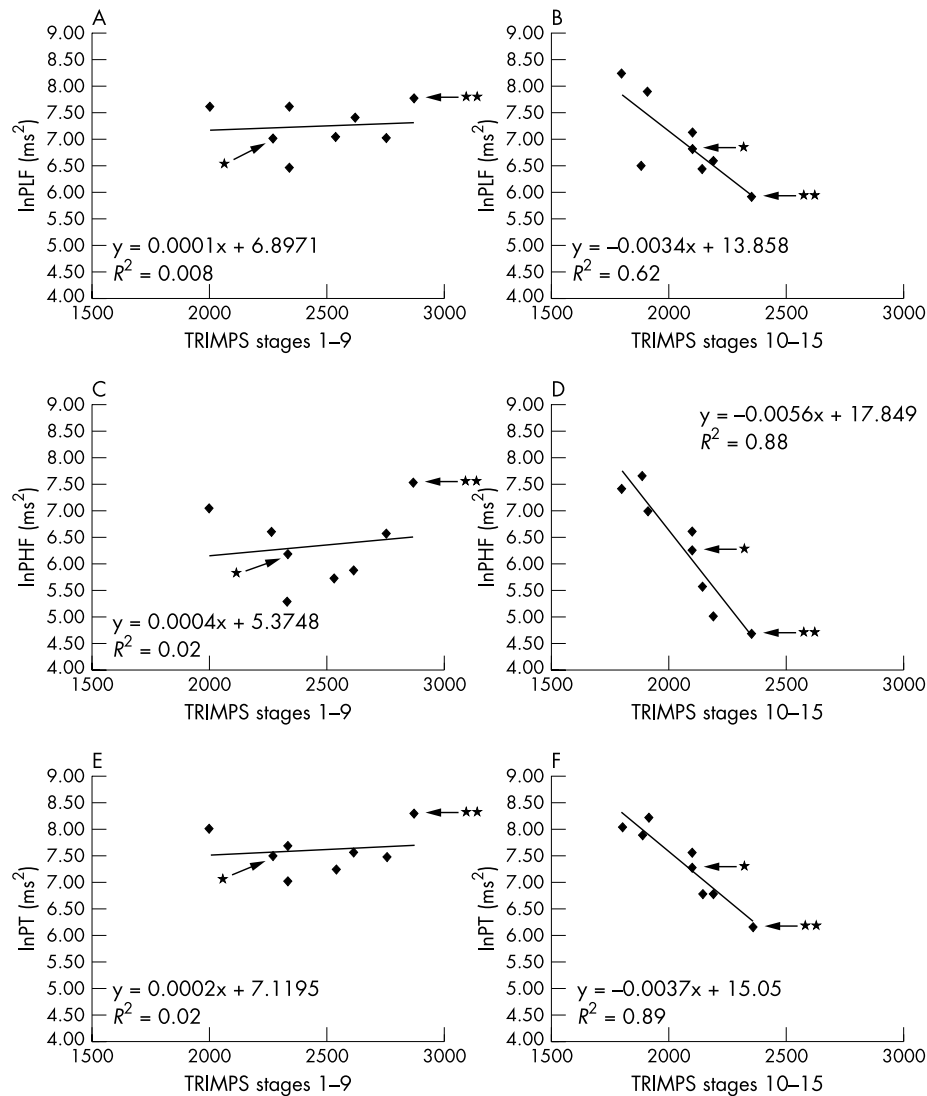 A
9.00
8.50
8.00
7.50
7.00
6.50
6.00
5.50
5.00
4.50
4.00
lnPLF (ms²)
★★
★
y = 0.0001x + 6.8971
R² = 0.008
1500 2000 2500 3000
TRIMPS stages 1–9
B
9.00
8.50
8.00
7.50
7.00
6.50
6.00
5.50
5.00
4.50
4.00
lnPLF (ms²)
★
★★
y = –0.0034x + 13.858
R² = 0.62
1500 2000 2500 3000
TRIMPS stages 10–15
C
9.00
8.50
8.00
7.50
7.00
6.50
6.00
5.50
5.00
4.50
4.00
lnPHF (ms²)
★★
★
y = 0.0004x + 5.3748
R² = 0.02
1500 2000 2500 3000
TRIMPS stages 1–9
D
9.00
8.50
8.00
7.50
7.00
6.50
6.00
5.50
5.00
4.50
4.00
lnPHF (ms²)
y = –0.0056x + 17.849
R² = 0.88
★
★★
1500 2000 2500 3000
TRIMPS stages 10–15
E
9.00
8.50
8.00
7.50
7.00
6.50
6.00
5.50
5.00
4.50
4.00
lnPT (ms²)
★★
★
y = 0.0002x + 7.1195
R² = 0.02
1500 2000 2500 3000
TRIMPS stages 1–9
F
9.00
8.50
8.00
7.50
7.00
6.50
6.00
5.50
5.00
4.50
4.00
lnPT (ms²)
★
★★
y = –0.0037x + 15.05
R² = 0.89
1500 2000 2500 3000
TRIMPS stages 10–15